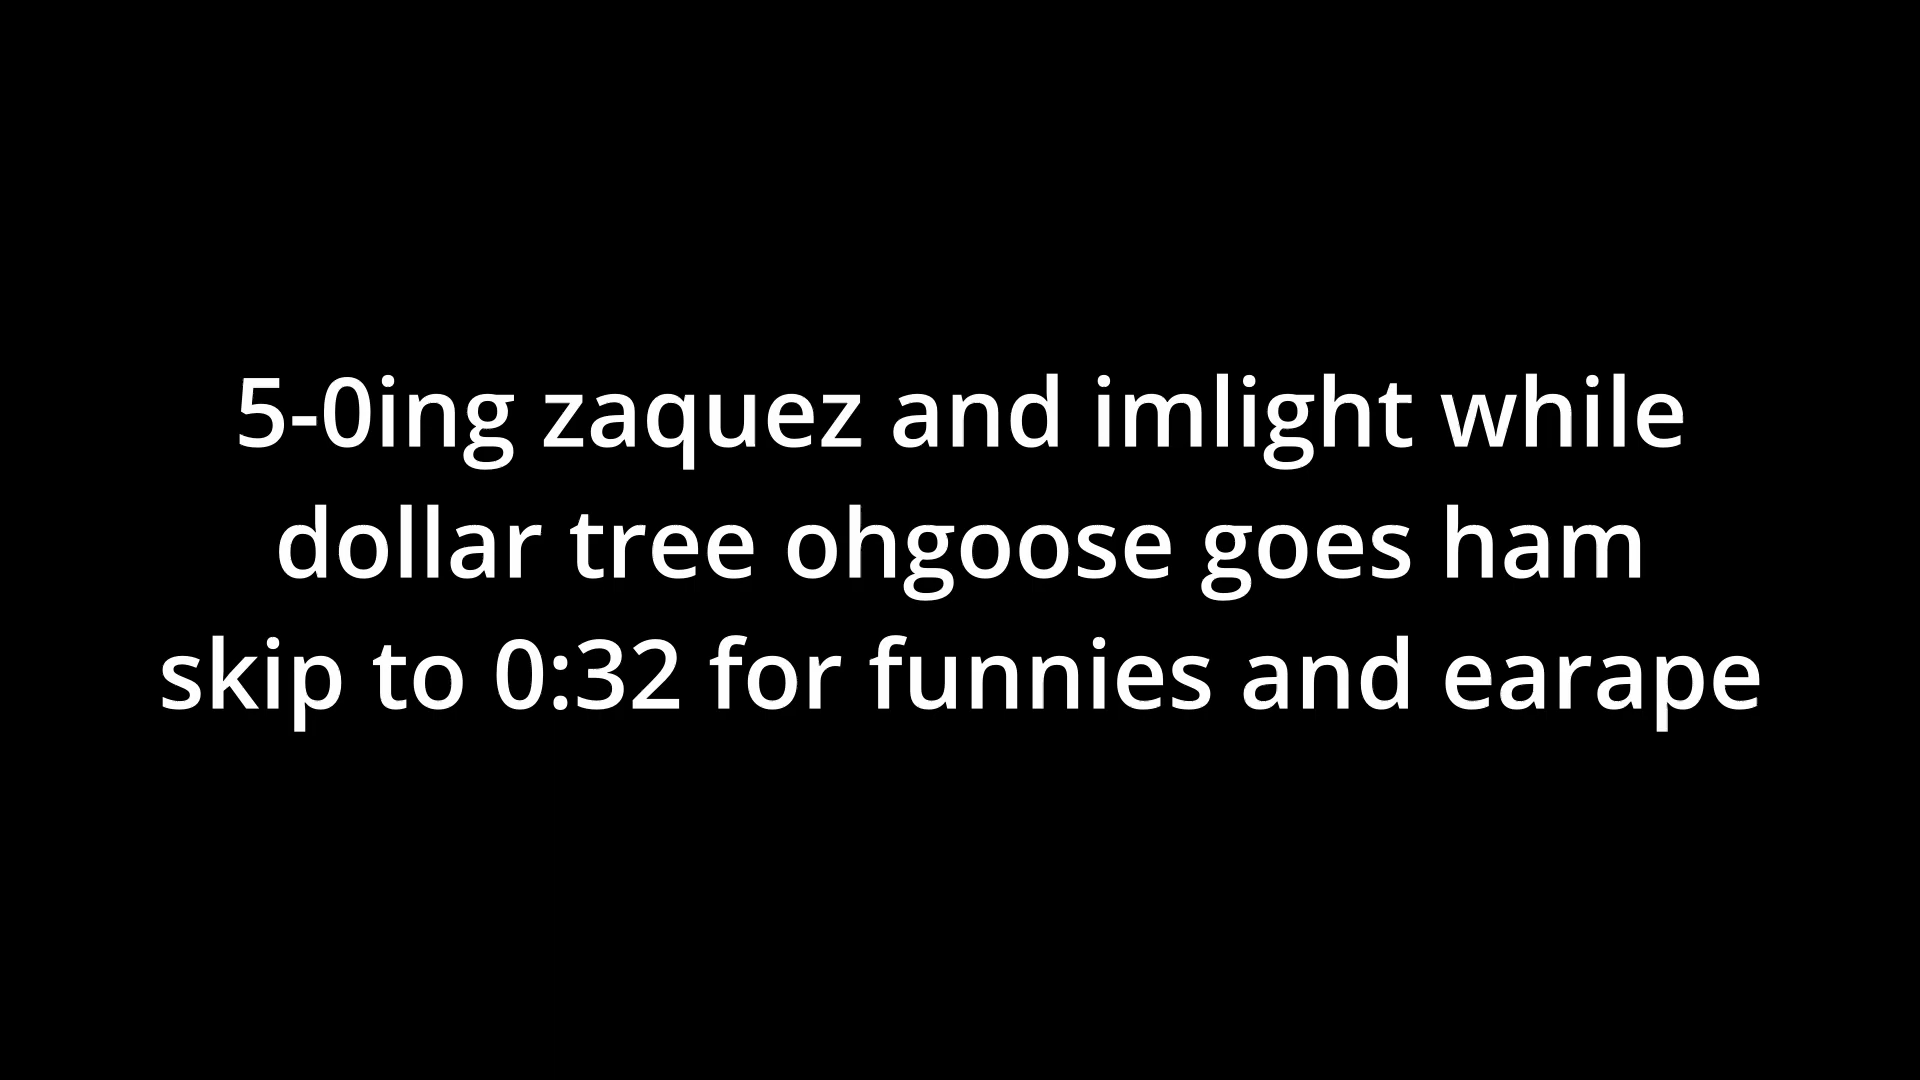 5-0ing zaquez and imlight while
dollar tree ohgoose goes ham
skip to 0:32 for funnies and earape